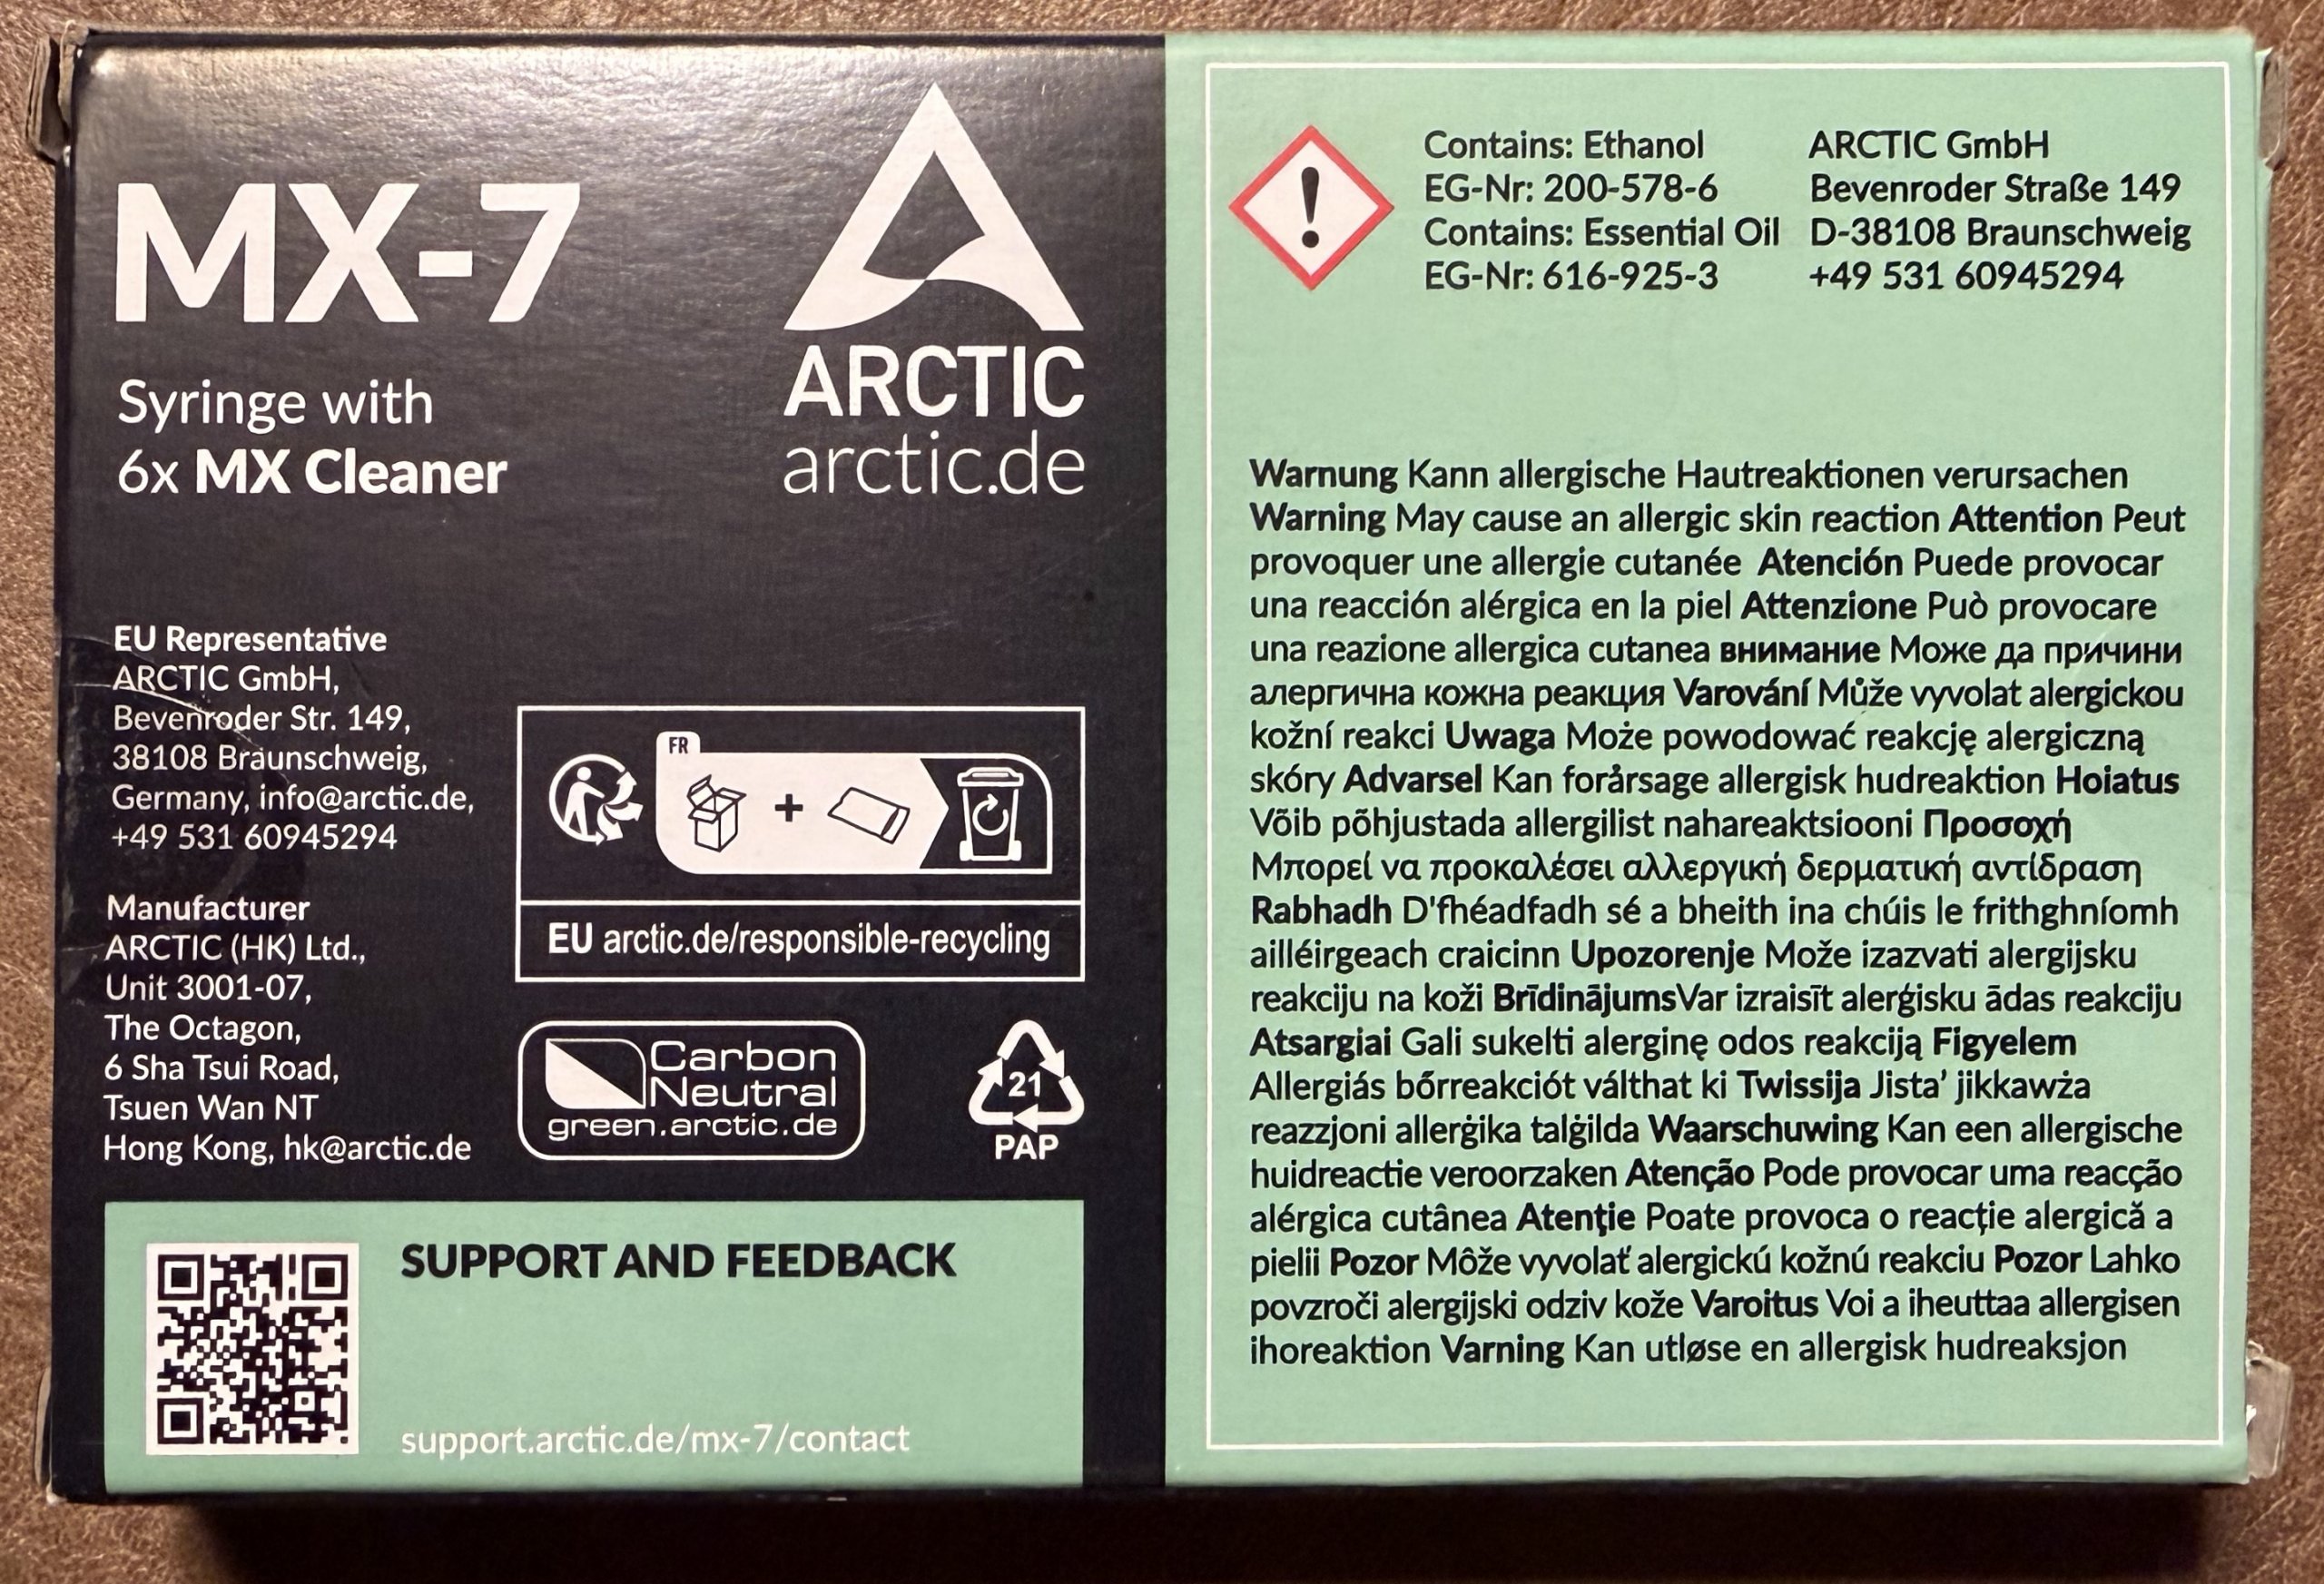 MX-7
Syringe with
6x MX Cleaner
ARCTIC
arctic.de
EU Representative
ARCTIC GmbH,
Bevenroder Str. 149,
38108 Braunschweig,
Germany, info@arctic.de,
+49 531 60945294
Manufacturer
ARCTIC (HK) Ltd.,
Unit 3001-07,
The Octagon,
6 Sha Tsui Road,
Tsuen Wan NT
Hong Kong, hk@arctic.de
FR
+
EU arctic.de/responsible-recycling
Carbon
Neutral
green.arctic.de
21
PAP
SUPPORT AND FEEDBACK
support.arctic.de/mx-7/contact
Contains: Ethanol
EG-Nr: 200-578-6
Contains: Essential Oil
EG-Nr: 616-925-3
ARCTIC GmbH
Bevenroder Straße 149
D-38108 Braunschweig
+49 531 60945294
Warnung Kann allergische Hautreaktionen verursachen
Warning May cause an allergic skin reaction Attention Peut
provoquer une allergie cutanée Atención Puede provocar
una reacción alérgica en la piel Attenzione Può provocare
una reazione allergica cutanea внимание Може да причини
алергична кожна реакция Varování Může vyvolat alergickou
kožní reakci Uwaga Może powodować reakcję alergiczną
skóry Advarsel Kan forårsage allergisk hudreaktion Hoiatus
Võib põhjustada allergilist nahareaktsiooni Προσοχή
Μπορεί να προκαλέσει αλλεργική δερματική αντίδραση
Rabhadh D'fhéadfadh sé a bheith ina chúis le frithghníomh
ailléirgeach craicinn Upozorenje Može izazvati alergijsku
reakciju na koži BrīdinājumsVar izraisīt alerģisku ādas reakciju
Atsargiai Gali sukelti alerginę odos reakciją Figyelem
Allergiás bőrreakciót válthat ki Twissija Jista’ jikkawża
reazzjoni allerġika talġilda Waarschuwing Kan een allergische
huidreactie veroorzaken Atenção Pode provocar uma reacção
alérgica cutânea Atenţie Poate provoca o reacţie alergică a
pielii Pozor Môže vyvolať alergickú kožnú reakciu Pozor Lahko
povzroči alergijski odziv kože Varoitus Voi a iheuttaa allergisen
ihoreaktion Varning Kan utløse en allergisk hudreaksjon